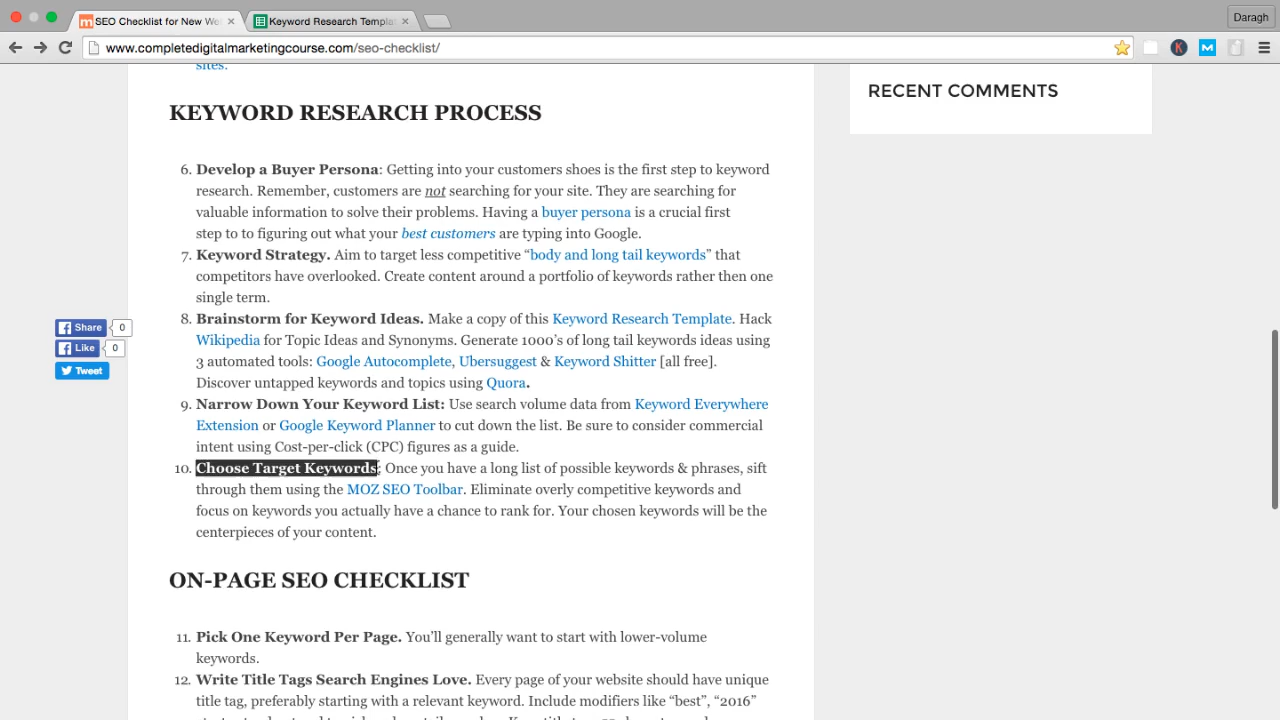 SEO Checklist for New We
Keyword Research Templa
Daragh
www.completedigitalmarketingcourse.com/seo-checklist/
sites.
RECENT COMMENTS
KEYWORD RESEARCH PROCESS
6. Develop a Buyer Persona: Getting into your customers shoes is the first step to keyword
research. Remember, customers are not searching for your site. They are searching for
valuable information to solve their problems. Having a buyer persona is a crucial first
step to to figuring out what your best customers are typing into Google.
7. Keyword Strategy. Aim to target less competitive “body and long tail keywords” that
competitors have overlooked. Create content around a portfolio of keywords rather then one
single term.
8. Brainstorm for Keyword Ideas. Make a copy of this Keyword Research Template. Hack
Wikipedia for Topic Ideas and Synonyms. Generate 1000’s of long tail keywords ideas using
3 automated tools: Google Autocomplete, Ubersuggest & Keyword Shitter [all free].
Discover untapped keywords and topics using Quora.
9. Narrow Down Your Keyword List: Use search volume data from Keyword Everywhere
Extension or Google Keyword Planner to cut down the list. Be sure to consider commercial
intent using Cost-per-click (CPC) figures as a guide.
10. Choose Target Keywords: Once you have a long list of possible keywords & phrases, sift
through them using the MOZ SEO Toolbar. Eliminate overly competitive keywords and
focus on keywords you actually have a chance to rank for. Your chosen keywords will be the
centerpieces of your content.
Share 0
Like 0
Tweet
ON-PAGE SEO CHECKLIST
11. Pick One Keyword Per Page. You’ll generally want to start with lower-volume
keywords.
12. Write Title Tags Search Engines Love. Every page of your website should have unique
title tag, preferably starting with a relevant keyword. Include modifiers like “best”, “2016”